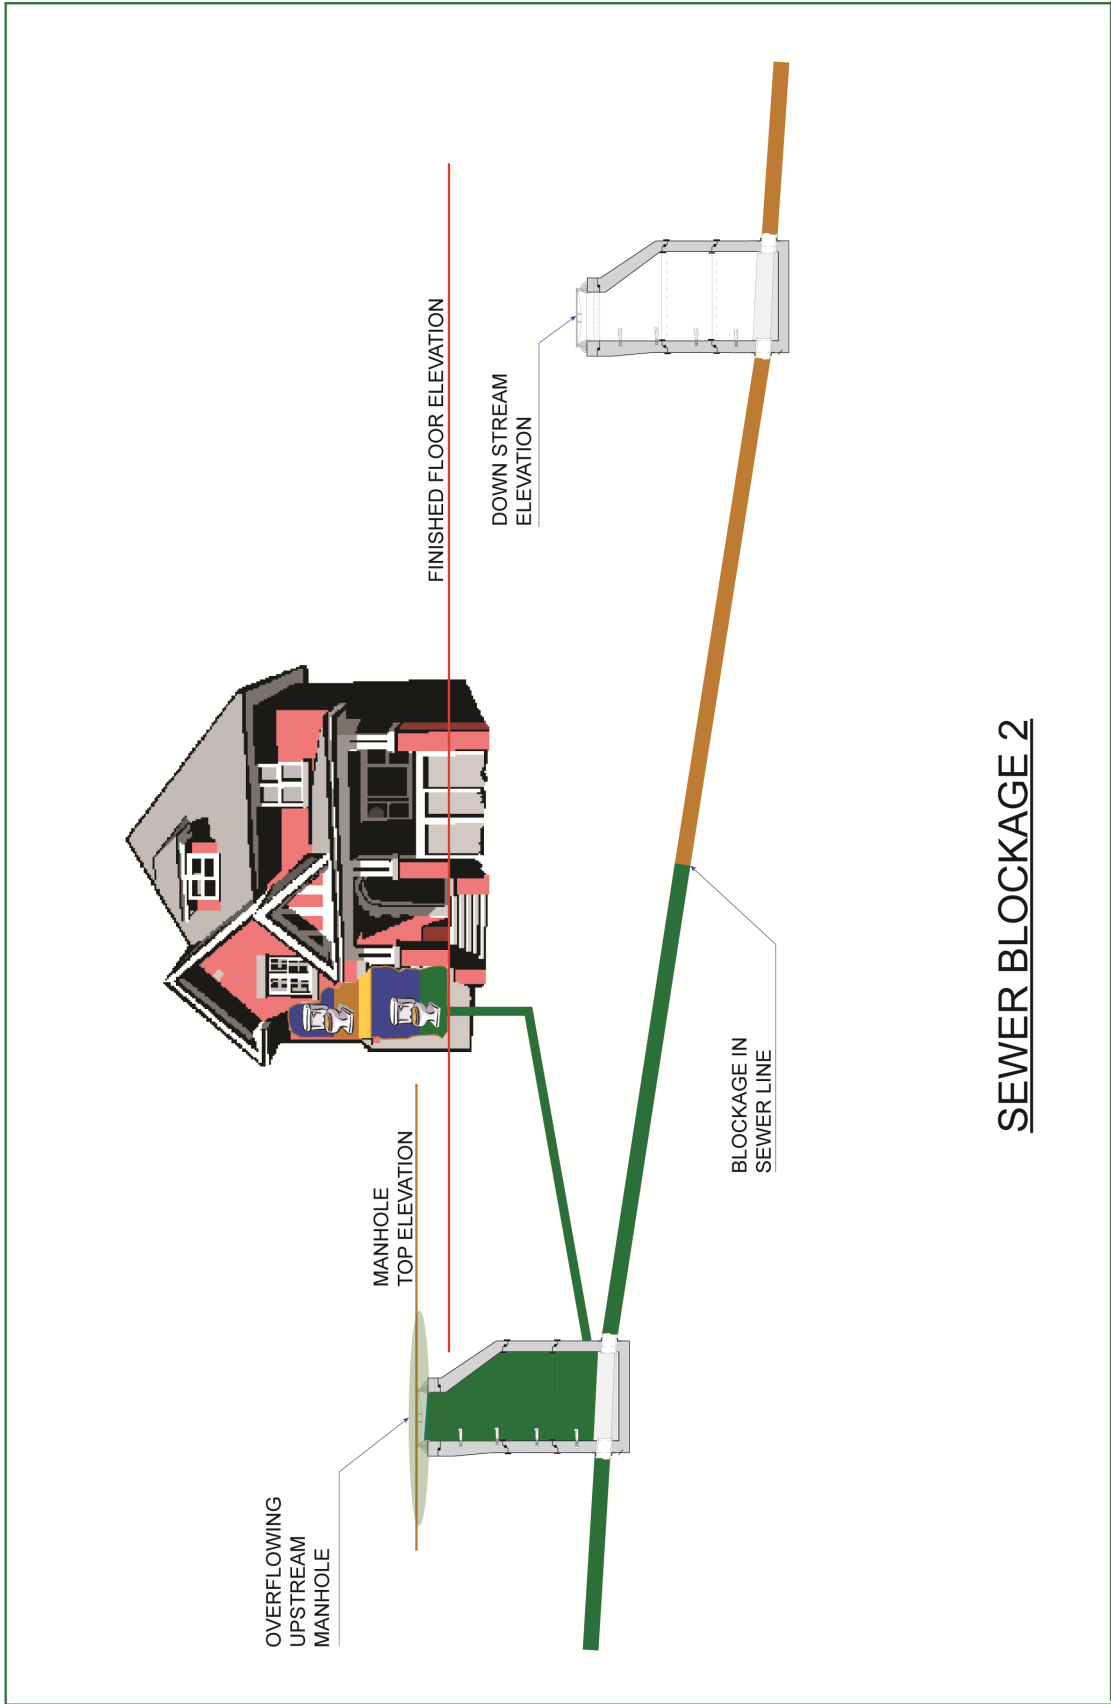 OVERFLOWING
UPSTREAM
MANHOLE
MANHOLE
TOP ELEVATION
FINISHED FLOOR ELEVATION
DOWN STREAM
ELEVATION
BLOCKAGE IN
SEWER LINE
SEWER BLOCKAGE 2